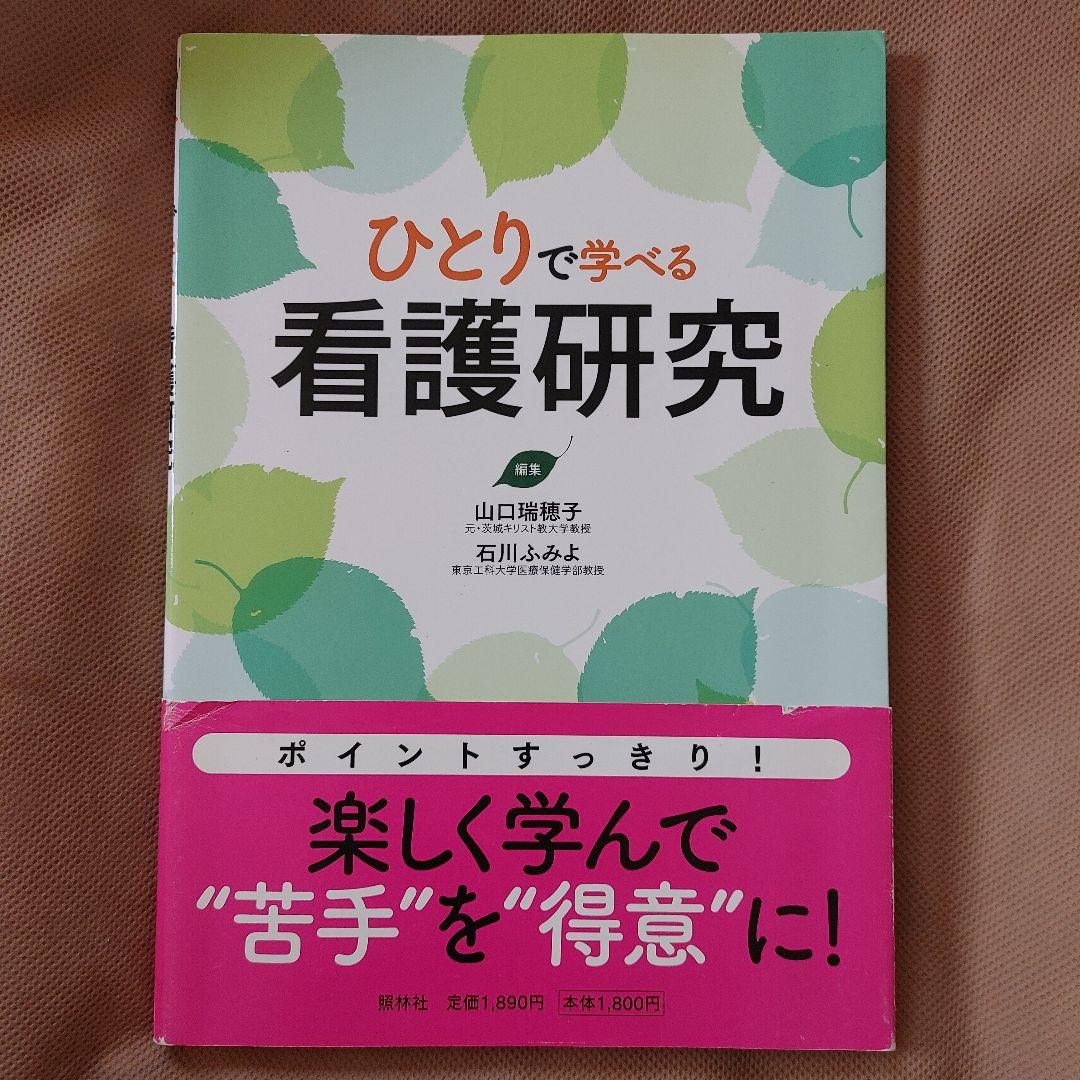 ひとりで学べる
看護研究
編集
山口瑞穂子
元・茨城キリスト教大学教授
石川ふみよ
東京工科大学医療保健学部教授
ポイントすっきり!
楽しく学んで
“苦手”を“得意”に!
照林社 定価1,890円 本体1,800円